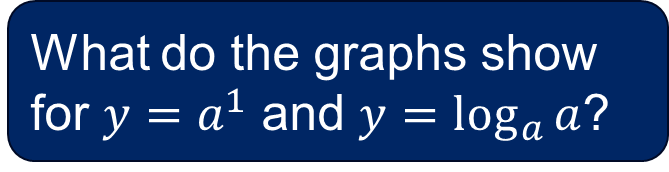 What do the graphs show
for y = a¹ and y = logₐ a?